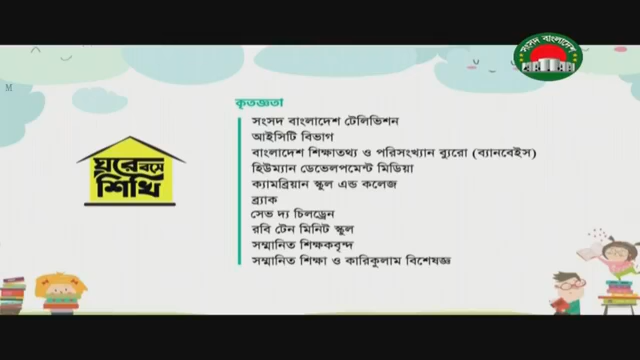 সংসদ বাংলাদেশ
কৃতজ্ঞতা
সংসদ বাংলাদেশ টেলিভিশন
আইসিটি বিভাগ
বাংলাদেশ শিক্ষাতথ্য ও পরিসংখ্যান ব্যুরো (ব্যানবেইস)
হিউম্যান ডেভেলপমেন্ট মিডিয়া
ক্যামব্রিয়ান স্কুল এন্ড কলেজ
ব্র্যাক
সেভ দ্য চিলড্রেন
রবি টেন মিনিট স্কুল
সম্মানিত শিক্ষকবৃন্দ
সম্মানিত শিক্ষা ও কারিকুলাম বিশেষজ্ঞ
ঘরে বসে
শিখি
M